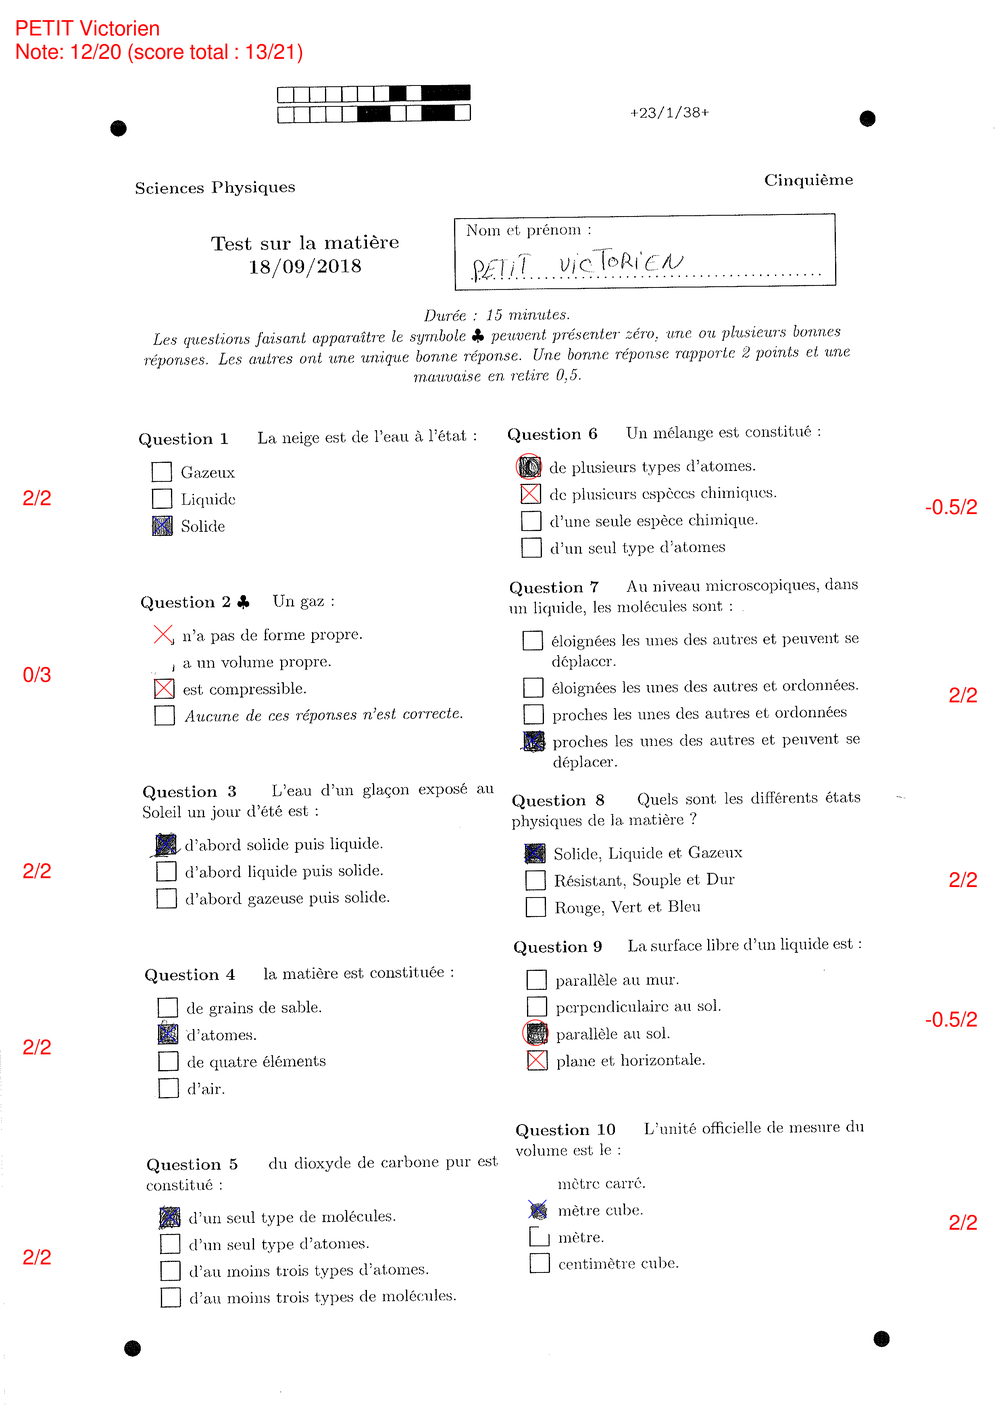 PETIT Victorien
Note: 12/20 (score total : 13/21)
+23/1/38+
Sciences Physiques
Cinquième
Test sur la matière
18/09/2018
Nom et prénom :
PETIT VICTORIEN
Durée : 15 minutes.
Les questions faisant apparaître le symbole ♣ peuvent présenter zéro, une ou plusieurs bonnes
réponses. Les autres ont une unique bonne réponse. Une bonne réponse rapporte 2 points et une
mauvaise en retire 0,5.
Question 1 La neige est de l'eau à l'état :
Gazeux
2/2
Liquide
Solide
Question 2 ♣ Un gaz :
n'a pas de forme propre.
a un volume propre.
0/3
est compressible.
Aucune de ces réponses n'est correcte.
Question 3 L'eau d'un glaçon exposé au
Soleil un jour d'été est :
d'abord solide puis liquide.
2/2
d'abord liquide puis solide.
d'abord gazeuse puis solide.
Question 4 la matière est constituée :
de grains de sable.
d'atomes.
2/2
de quatre éléments
d'air.
Question 5 du dioxyde de carbone pur est
constitué :
d'un seul type de molécules.
d'un seul type d'atomes.
2/2
d'au moins trois types d'atomes.
d'au moins trois types de molécules.
Question 6 Un mélange est constitué :
de plusieurs types d'atomes.
de plusieurs espèces chimiques.
-0.5/2
d'une seule espèce chimique.
d'un seul type d'atomes
Question 7 Au niveau microscopiques, dans
un liquide, les molécules sont :
éloignées les unes des autres et peuvent se
déplacer.
éloignées les unes des autres et ordonnées.
2/2
proches les unes des autres et ordonnées
proches les unes des autres et peuvent se
déplacer.
Question 8 Quels sont les différents états
physiques de la matière ?
Solide, Liquide et Gazeux
2/2
Résistant, Souple et Dur
Rouge, Vert et Bleu
Question 9 La surface libre d'un liquide est :
parallèle au mur.
perpendiculaire au sol.
-0.5/2
parallèle au sol.
plane et horizontale.
Question 10 L'unité officielle de mesure du
volume est le :
mètre carré.
mètre cube.
2/2
mètre.
centimètre cube.